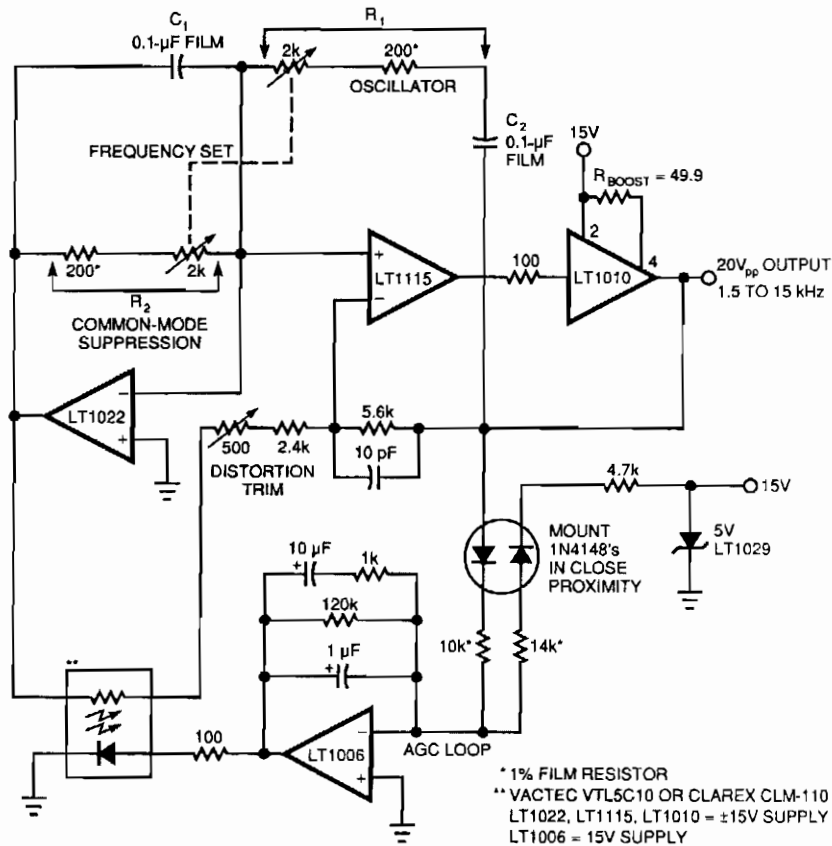 C1
0.1-µF FILM
R1
2k
200*
OSCILLATOR
C2
0.1-µF
FILM
15V
RBOOST = 49.9
FREQUENCY SET
2
4
200*
2k
R2
COMMON-MODE
SUPPRESSION
+
−
LT1115
100
LT1010
20Vpp OUTPUT
1.5 TO 15 kHz
−
+
LT1022
500
DISTORTION
TRIM
2.4k
5.6k
10 pF
4.7k
15V
5V
LT1029
MOUNT
1N4148's
IN CLOSE
PROXIMITY
10 µF
+
1k
120k
1 µF
+
10k*
14k*
**
100
LT1006
−
+
AGC LOOP
* 1% FILM RESISTOR
** VACTEC VTL5C10 OR CLAREX CLM-110
LT1022, LT1115, LT1010 = ±15V SUPPLY
LT1006 = 15V SUPPLY